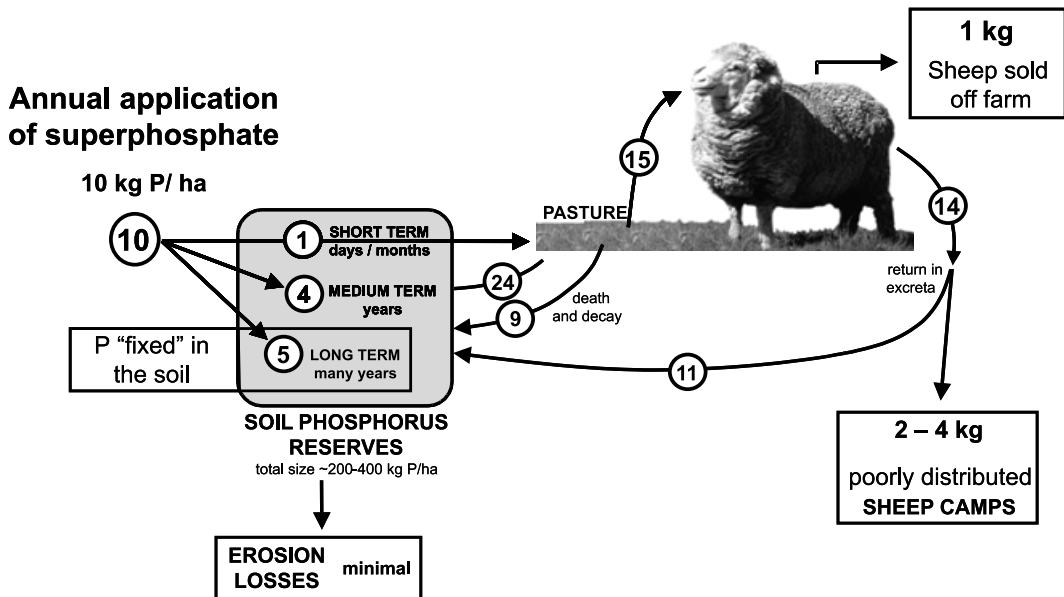 Annual application
of superphosphate
10 kg P/ ha
10
1
SHORT TERM
days / months
4
MEDIUM TERM
years
5
LONG TERM
many years
P “fixed” in
the soil
SOIL PHOSPHORUS
RESERVES
total size ~200-400 kg P/ha
EROSION
LOSSES
minimal
PASTURE
24
9
death
and decay
15
1 kg
Sheep sold
off farm
14
return in
excreta
11
2 – 4 kg
poorly distributed
SHEEP CAMPS